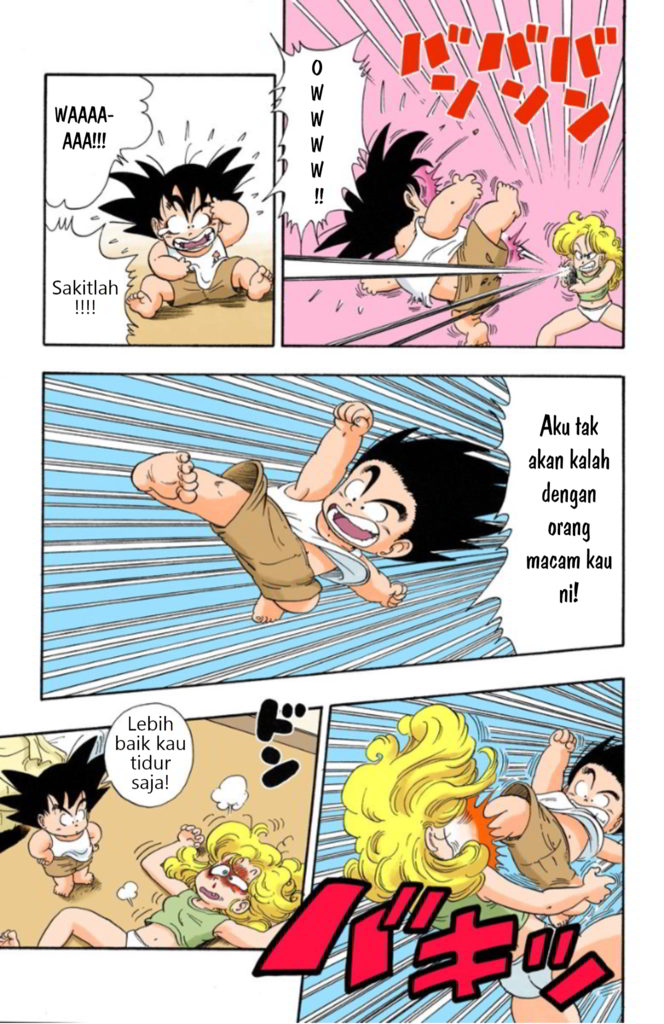 バンバンバン
OWWWW!!
WAAAA-
AAA!!!
Sakitlah
!!!!
Aku tak
akan kalah
dengan
orang
macam kau
ni!
バキッ
ドン
Lebih
baik kau
tidur
saja!